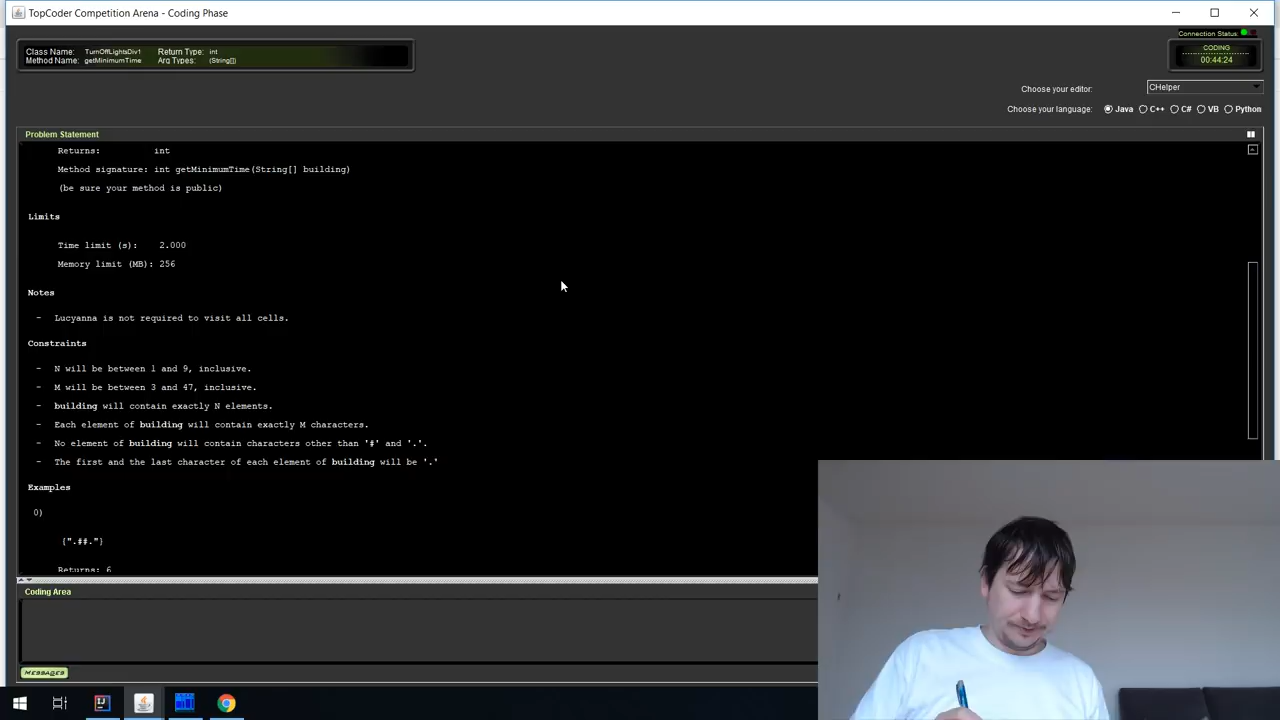 TopCoder Competition Arena - Coding Phase
Connection Status
Class Name: TurnOffLightsDiv1 Return Type: int
Method Name: getMinimumTime Arg Types: (String[])
CODING
00:44:24
Choose your editor: CHelper
Choose your language: Java C++ C# VB Python
Problem Statement
Returns: int
Method signature: int getMinimumTime(String[] building)
(be sure your method is public)
Limits
Time limit (s): 2.000
Memory limit (MB): 256
Notes
- Lucyanna is not required to visit all cells.
Constraints
- N will be between 1 and 9, inclusive.
- M will be between 3 and 47, inclusive.
- building will contain exactly N elements.
- Each element of building will contain exactly M characters.
- No element of building will contain characters other than '#' and '.'.
- The first and the last character of each element of building will be '.'
Examples
0)
{".##."}
Returns: 6
Coding Area
MESSAGES